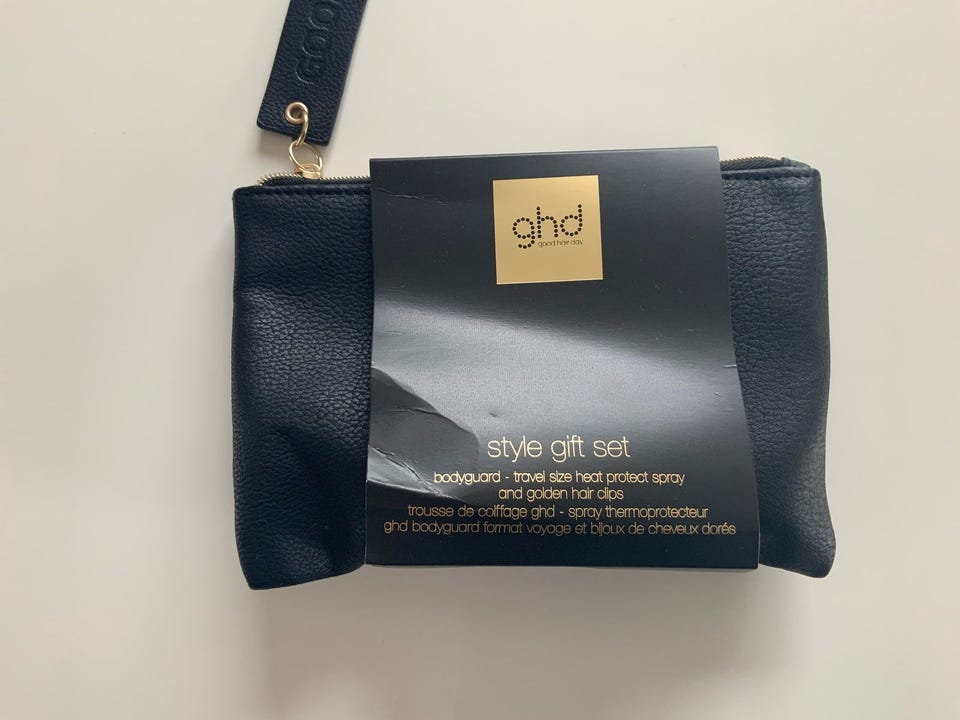 goo
ghd
good hair day
style gift set
bodyguard - travel size heat protect spray
and golden hair clips
trousse de coiffage ghd - spray thermoprotecteur
ghd bodyguard format voyage et bijoux de cheveux dorés